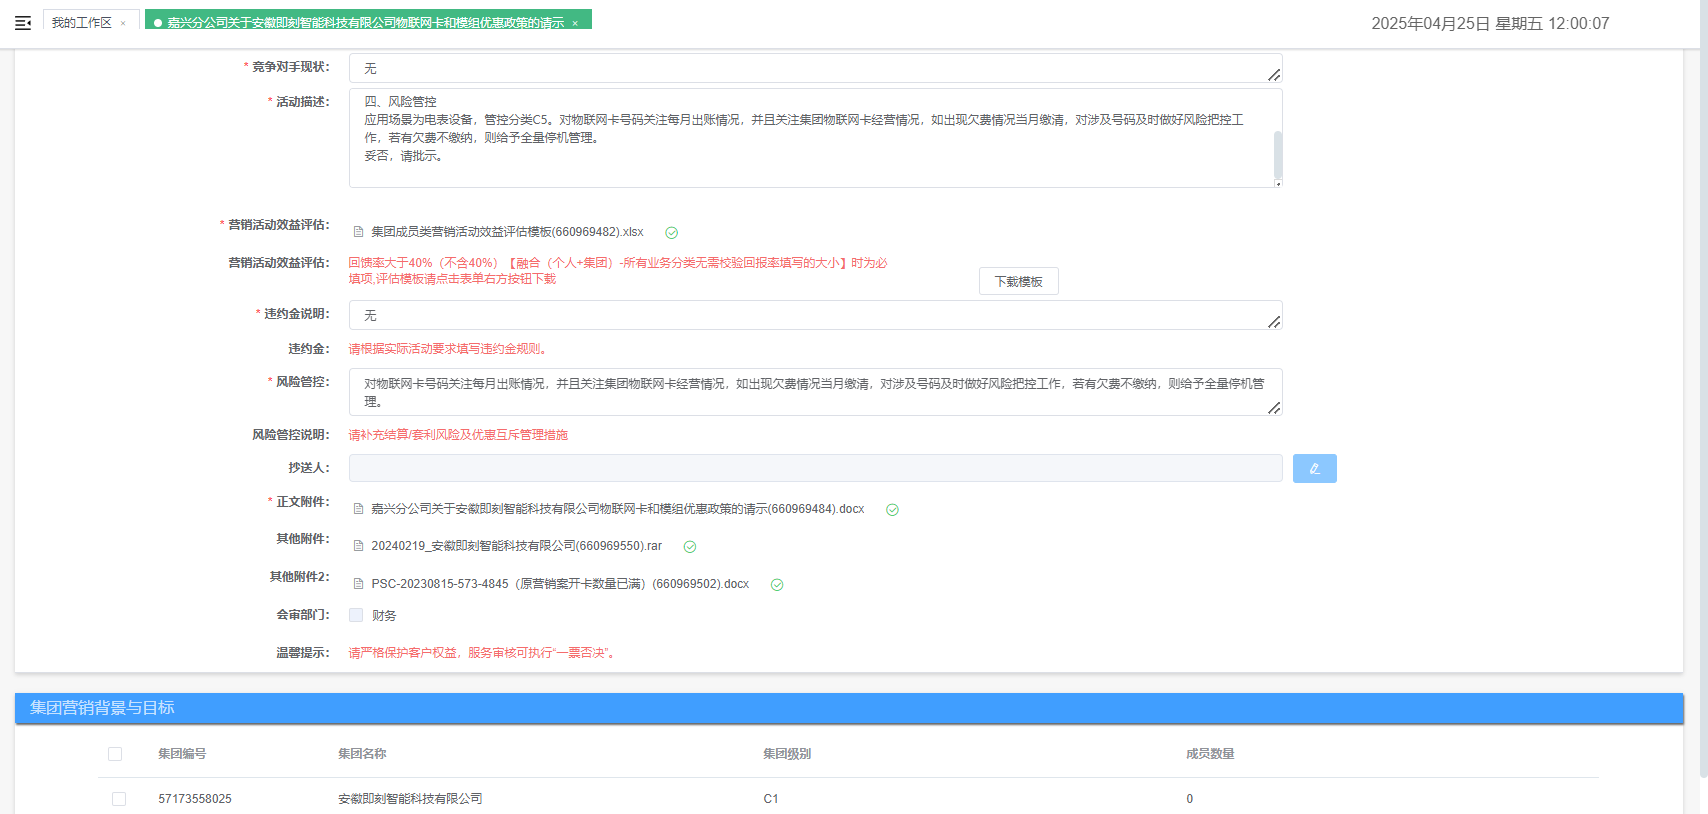 我的工作区 ×
嘉兴分公司关于安徽即刻智能科技有限公司物联网卡和模组优惠政策的请示 ×
2025年04月25日 星期五 12:00:07
* 竞争对手现状：
无
* 活动描述：
四、风险管控
应用场景为电表设备，管控分类C5。对物联网卡号码关注每月出账情况，并且关注集团物联网卡经营情况，如出现欠费情况当月缴清，对涉及号码及时做好风险把控工
作，若有欠费不缴纳，则给予全量停机管理。
妥否，请批示。
* 营销活动效益评估：
集团成员类营销活动效益评估模板(660969482).xlsx
营销活动效益评估：
回馈率大于40%（不含40%）【融合（个人+集团）-所有业务分类无需校验回报率填写的大小】时为必
填项,评估模板请点击表单右方按钮下载
下载模板
* 违约金说明：
无
违约金：
请根据实际活动要求填写违约金规则。
* 风险管控：
对物联网卡号码关注每月出账情况，并且关注集团物联网卡经营情况，如出现欠费情况当月缴清，对涉及号码及时做好风险把控工作，若有欠费不缴纳，则给予全量停机管
理。
风险管控说明：
请补充结算/套利风险及优惠互斥管理措施
抄送人：
* 正文附件：
嘉兴分公司关于安徽即刻智能科技有限公司物联网卡和模组优惠政策的请示(660969484).docx
其他附件：
20240219_安徽即刻智能科技有限公司(660969550).rar
其他附件2：
PSC-20230815-573-4845（原营销案开卡数量已满）(660969502).docx
会审部门：
财务
温馨提示：
请严格保护客户权益，服务审核可执行“一票否决”。
集团营销背景与目标
集团编号 集团名称 集团级别 成员数量
57173558025 安徽即刻智能科技有限公司 C1 0